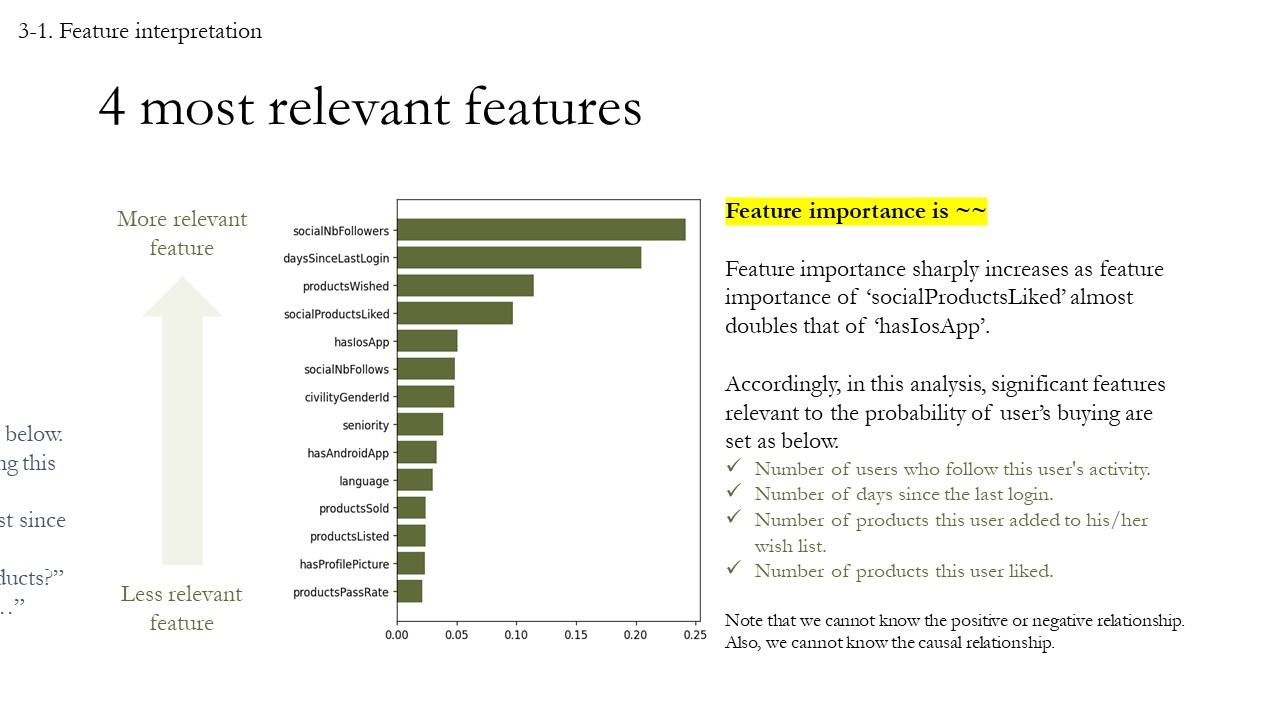 3-1. Feature interpretation
4 most relevant features
More relevant
feature
Less relevant
feature
below.
this
since
socialNbFollowers
daysSinceLastLogin
productsWished
socialProductsLiked
hasIosApp
socialNbFollows
civilityGenderId
seniority
hasAndroidApp
language
productsSold
productsListed
hasProfilePicture
productsPassRate
0.00 0.05 0.10 0.15 0.20 0.25
Feature importance is ~~
Feature importance sharply increases as feature
importance of ‘socialProductsLiked’ almost
doubles that of ‘hasIosApp’.
Accordingly, in this analysis, significant features
relevant to the probability of user’s buying are
set as below.
✓ Number of users who follow this user's activity.
✓ Number of days since the last login.
✓ Number of products this user added to his/her
wish list.
✓ Number of products this user liked.
Note that we cannot know the positive or negative relationship.
Also, we cannot know the causal relationship.